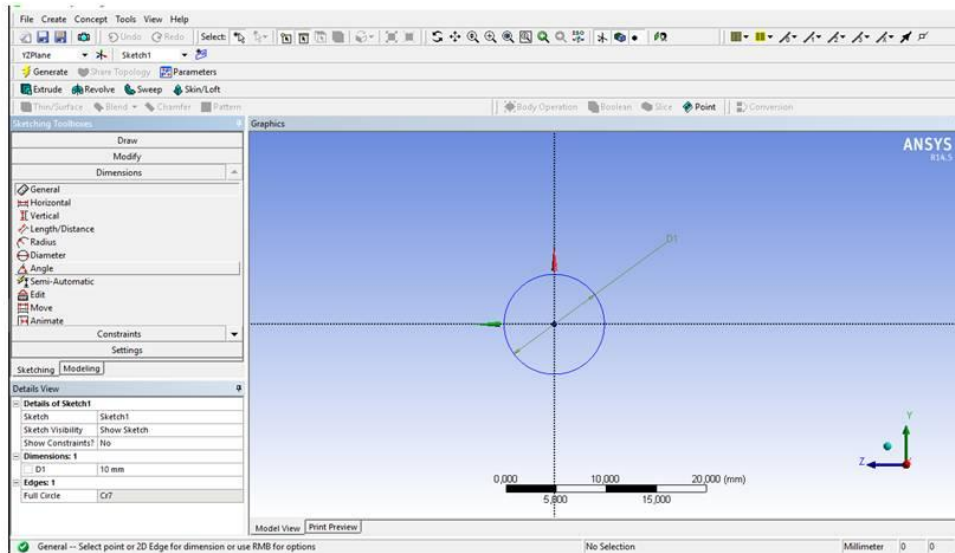 File Create Concept Tools View Help
Undo Redo Select:
YZPlane Sketch1
Generate Share Topology Parameters
Extrude Revolve Sweep Skin/Loft
Thin/Surface Blend Chamfer Pattern Body Operation Boolean Slice Point Conversion
Sketching Toolboxes
Draw
Modify
Dimensions
General
Horizontal
Vertical
Length/Distance
Radius
Diameter
Angle
Semi-Automatic
Edit
Move
Animate
Constraints
Settings
Sketching Modeling
Details View
Details of Sketch1
Sketch Sketch1
Sketch Visibility Show Sketch
Show Constraints? No
Dimensions: 1
D1 10 mm
Edges: 1
Full Circle Cr7
Graphics
ANSYS
R14.5
D1
Y
Z
0,000 10,000 20,000 (mm)
5,000 15,000
Model View Print Preview
General -- Select point or 2D Edge for dimension or use RMB for options No Selection Millimeter 0 0